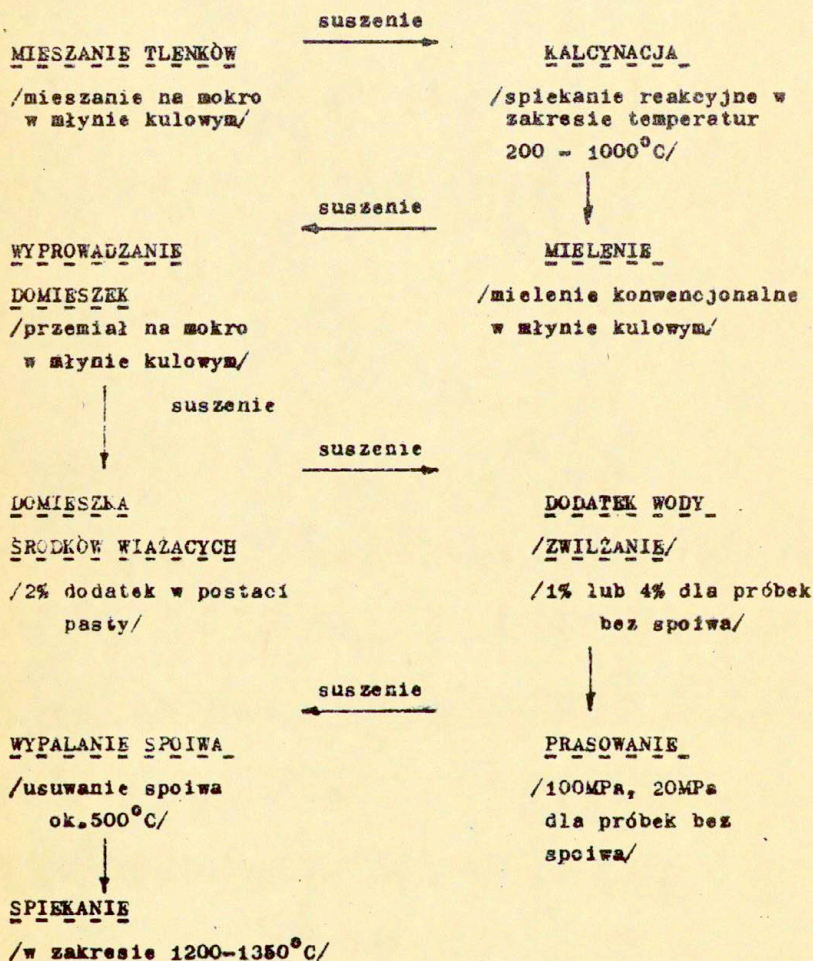 suszenie
MIESZANIE TLENKÓW
/mieszanie na mokro
w młynie kulowym/
KALCYNACJA
/spiekanie reakcyjne w
zakresie temperatur
200 - 1000°C/
suszenie
WYPROWADZANIE
DOMIESZEK
/przemiał na mokro
w młynie kulowym/
MIELENIE
/mielenie konwencjonalne
w młynie kulowym/
suszenie
suszenie
DOMIESZKA
ŚRODKÓW WIAŻACYCH
/2% dodatek w postaci
pasty/
DODATEK WODY
/ZWILŻANIE/
/1% lub 4% dla próbek
bez spoiwa/
suszenie
WYPALANIE SPOIWA
/usuwanie spoiwa
ok.500°C/
PRASOWANIE
/100MPa, 20MPa
dla próbek bez
spoiwa/
SPIEKANIE
/w zakresie 1200-1350°C/